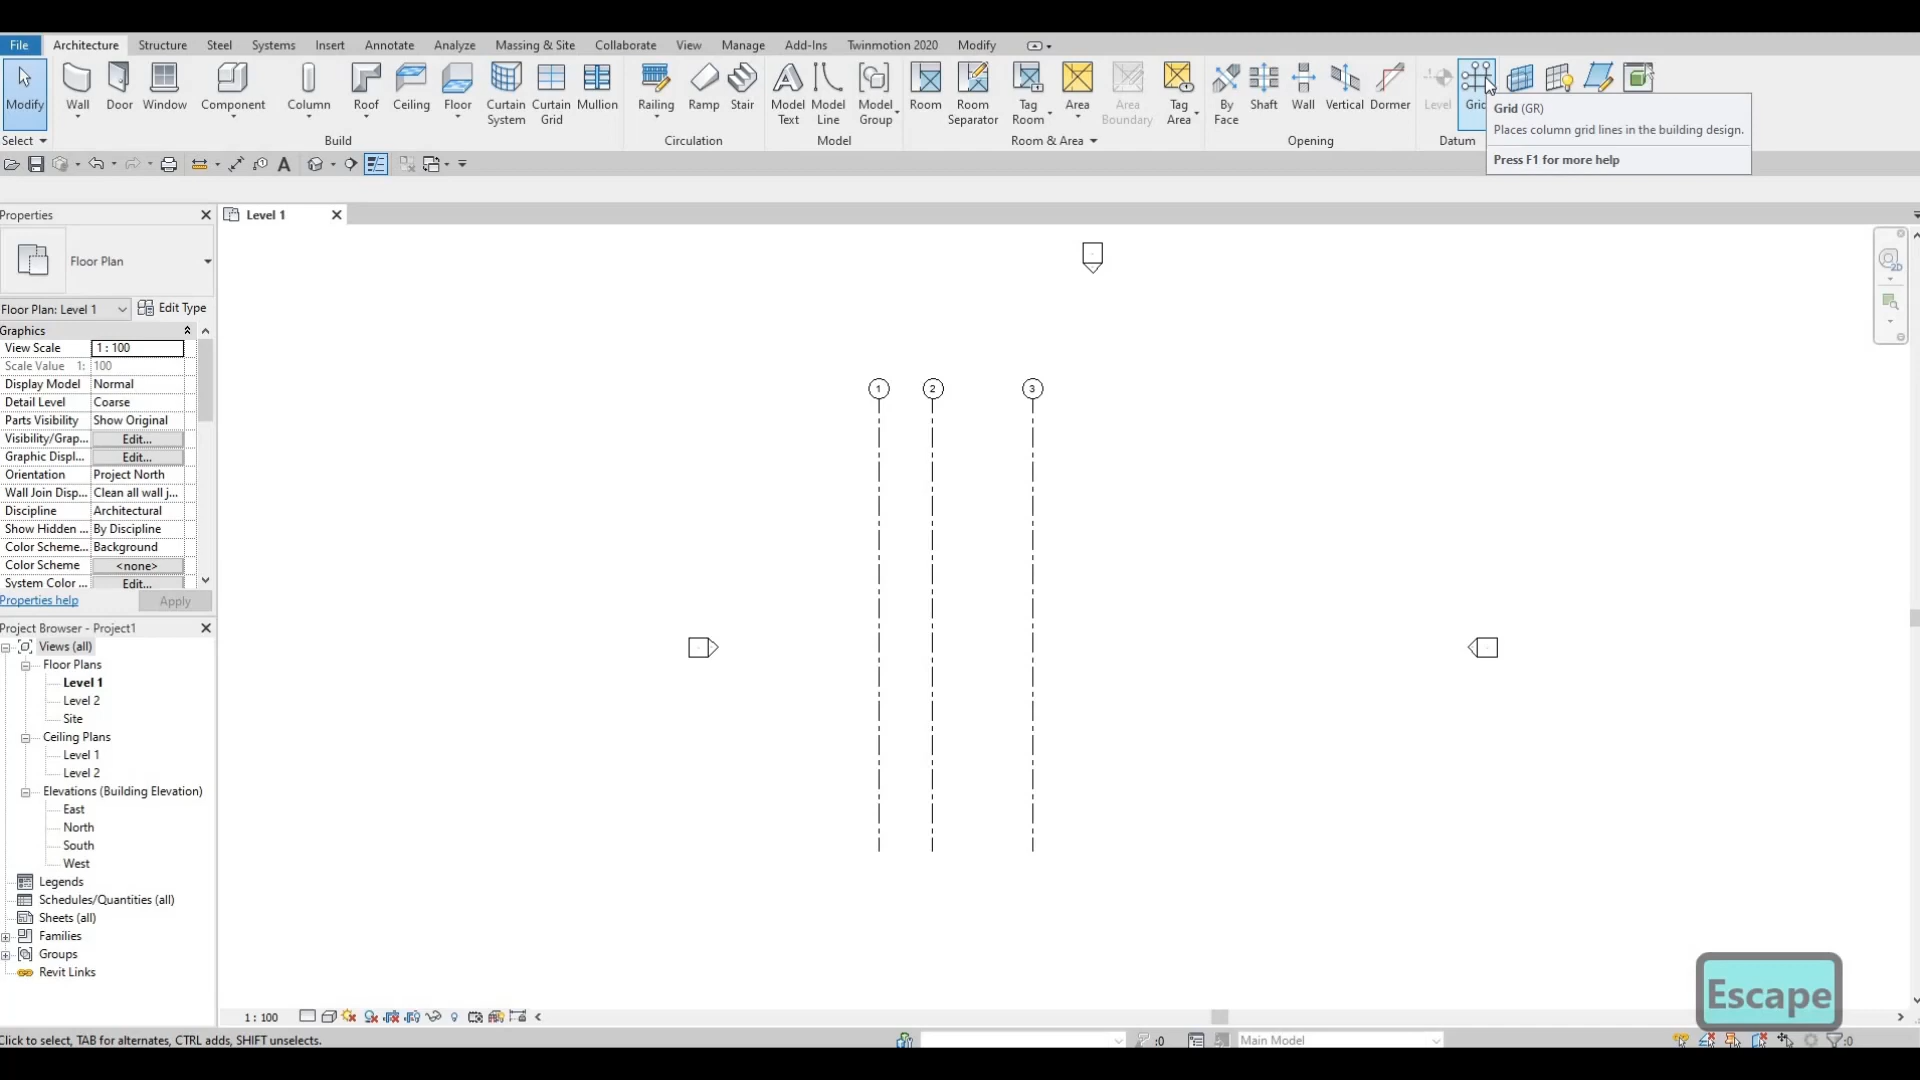 File Architecture Structure Steel Systems Insert Annotate Analyze Massing & Site Collaborate View Manage Add-Ins Twinmotion 2020 Modify
Modify Wall Door Window Component Column Roof Ceiling Floor Curtain System Curtain Grid Mullion Railing Ramp Stair Model Text Model Line Model Group Room Room Separator Tag Room Area Area Boundary Tag Area By Face Shaft Wall Vertical Dormer Level Grid
Select Build Circulation Model Room & Area Opening Datum
Grid (GR)
Places column grid lines in the building design.
Press F1 for more help
Properties
Level 1
Floor Plan
Floor Plan: Level 1 Edit Type
Graphics
View Scale 1 : 100
Scale Value 1: 100
Display Model Normal
Detail Level Coarse
Parts Visibility Show Original
Visibility/Grap... Edit...
Graphic Displ... Edit...
Orientation Project North
Wall Join Disp... Clean all wall j...
Discipline Architectural
Show Hidden ... By Discipline
Color Scheme... Background
Color Scheme <none>
System Color ... Edit...
Properties help Apply
Project Browser - Project1
Views (all)
Floor Plans
Level 1
Level 2
Site
Ceiling Plans
Level 1
Level 2
Elevations (Building Elevation)
East
North
South
West
Legends
Schedules/Quantities (all)
Sheets (all)
Families
Groups
Revit Links
1 2 3
2D
Escape
1 : 100
Click to select, TAB for alternates, CTRL adds, SHIFT unselects.
:0 Main Model :0